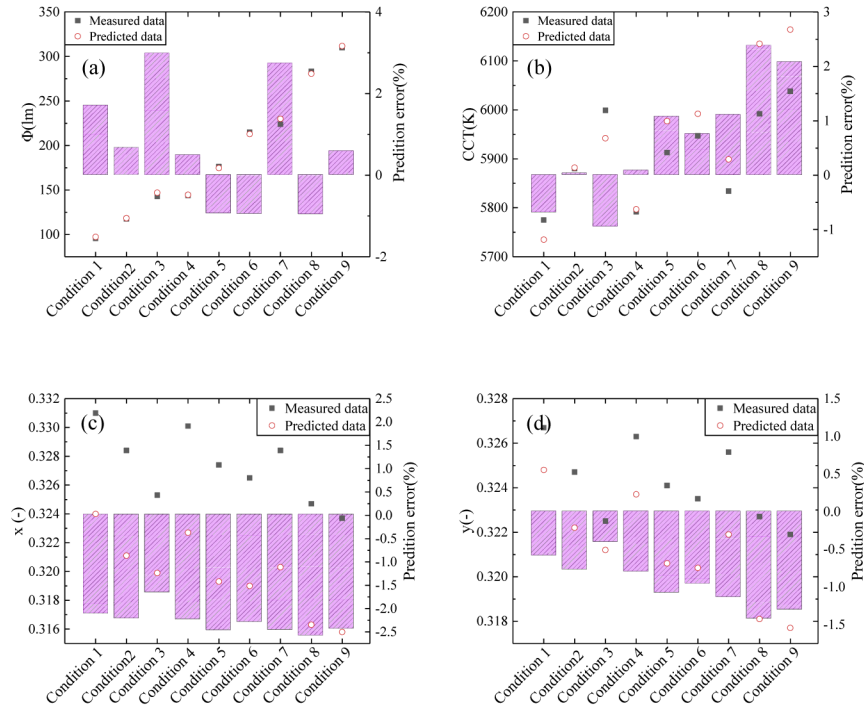 350
325
300
275
250
225
200
175
150
125
100
Φ(lm)
(a)
Measured data
Predicted data
4
3
2
1
0
-1
-2
Predition error(%)
Condition 1
Condition2
Condition 3
Condition 4
Condition 5
Condition 6
Condition 7
Condition 8
Condition 9
6200
6100
6000
5900
5800
5700
CCT(K)
(b)
Measured data
Predicted data
3
2
1
0
-1
Predition error(%)
Condition 1
Condition2
Condition 3
Condition 4
Condition 5
Condition 6
Condition 7
Condition 8
Condition 9
0.332
0.330
0.328
0.326
0.324
0.322
0.320
0.318
0.316
x (-)
(c)
Measured data
Predicted data
2.5
2.0
1.5
1.0
0.5
0.0
-0.5
-1.0
-1.5
-2.0
-2.5
Predition error(%)
Condition 1
Condition2
Condition 3
Condition 4
Condition 5
Condition 6
Condition 7
Condition 8
Condition 9
0.328
0.326
0.324
0.322
0.320
0.318
y(-)
(d)
Measured data
Predicted data
1.5
1.0
0.5
0.0
-0.5
-1.0
-1.5
Predition error(%)
Condition 1
Condition2
Condition 3
Condition 4
Condition 5
Condition 6
Condition 7
Condition 8
Condition 9